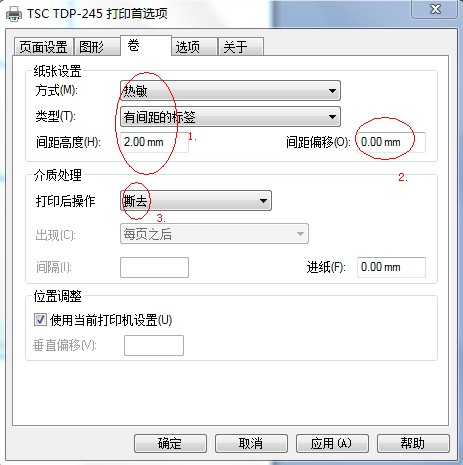 TSC TDP-245 打印首选项
页面设置 图形 卷 选项 关于
纸张设置
方式(M): 热敏
类型(T): 有间距的标签
间距高度(H): 2.00 mm 1. 间距偏移(O): 0.00 mm
2.
介质处理
打印后操作 撕去
3.
出现(C): 每页之后
间隔(I): 进纸(F): 0.00 mm
位置调整
使用当前打印机设置(U)
垂直偏移(V):
确定 取消 应用(A) 帮助